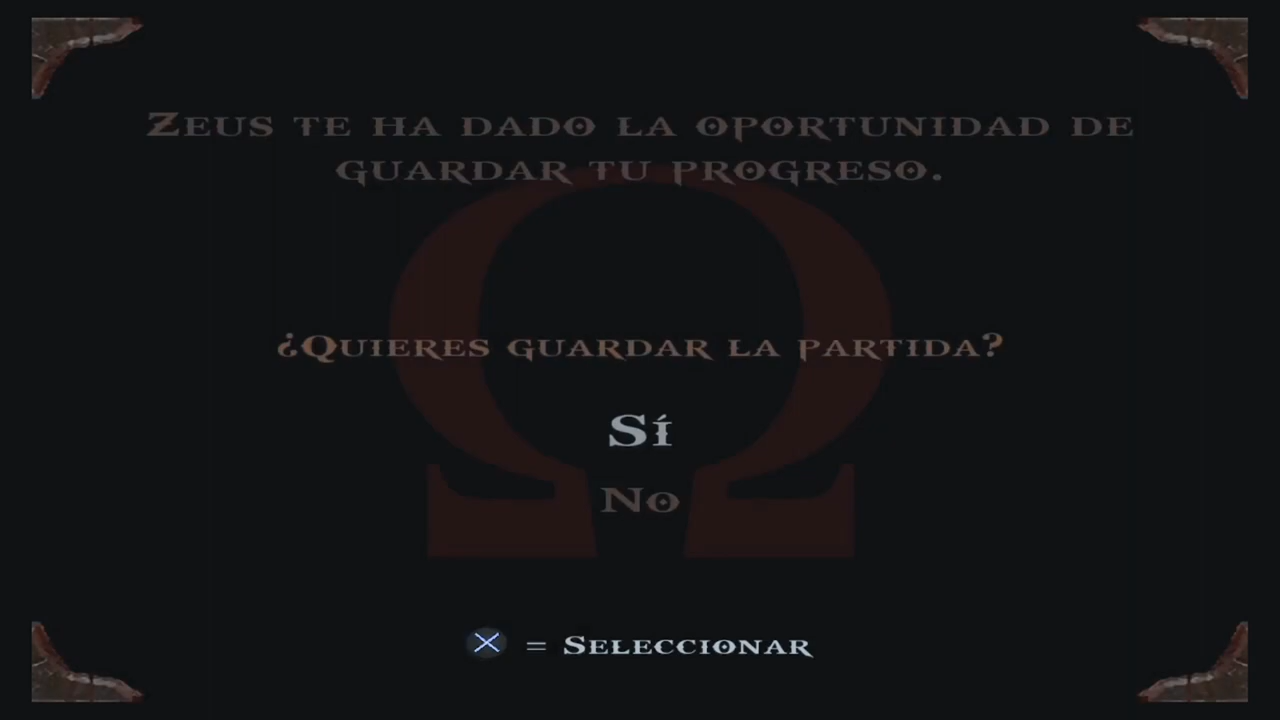 Zeus te ha dado la oportunidad de
guardar tu progreso.
¿Quieres guardar la partida?
Sí
No
= Seleccionar